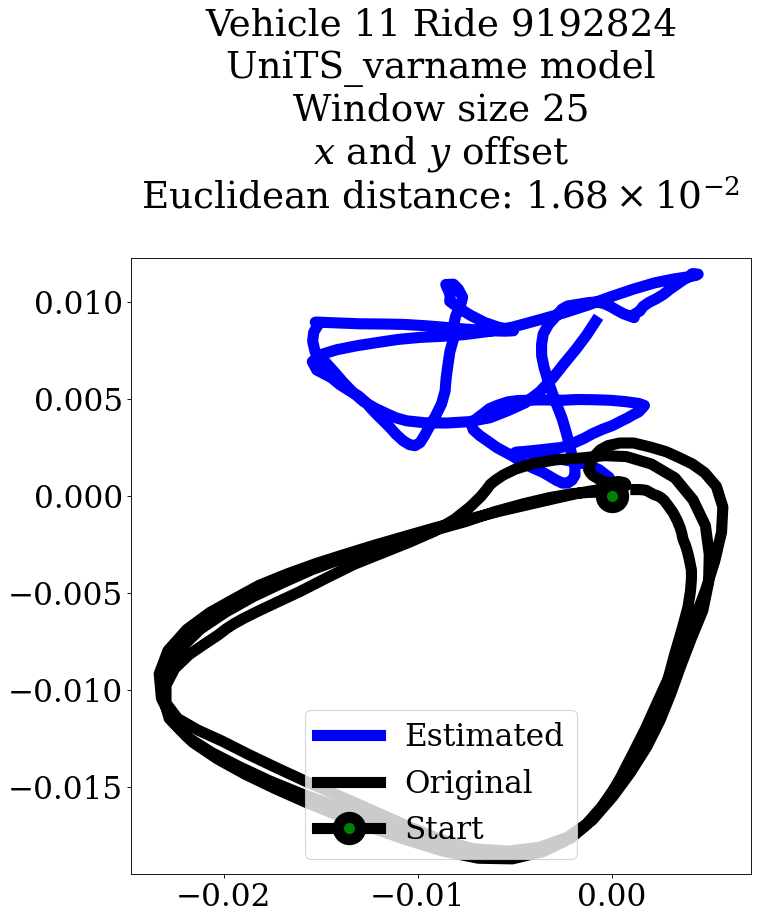 Vehicle 11 Ride 9192824
UniTS_varname model
Window size 25
x and y offset
Euclidean distance: 1.68 × 10⁻²
0.010
0.005
0.000
−0.005
−0.010
−0.015
Estimated
Original
Start
−0.02
−0.01
0.00